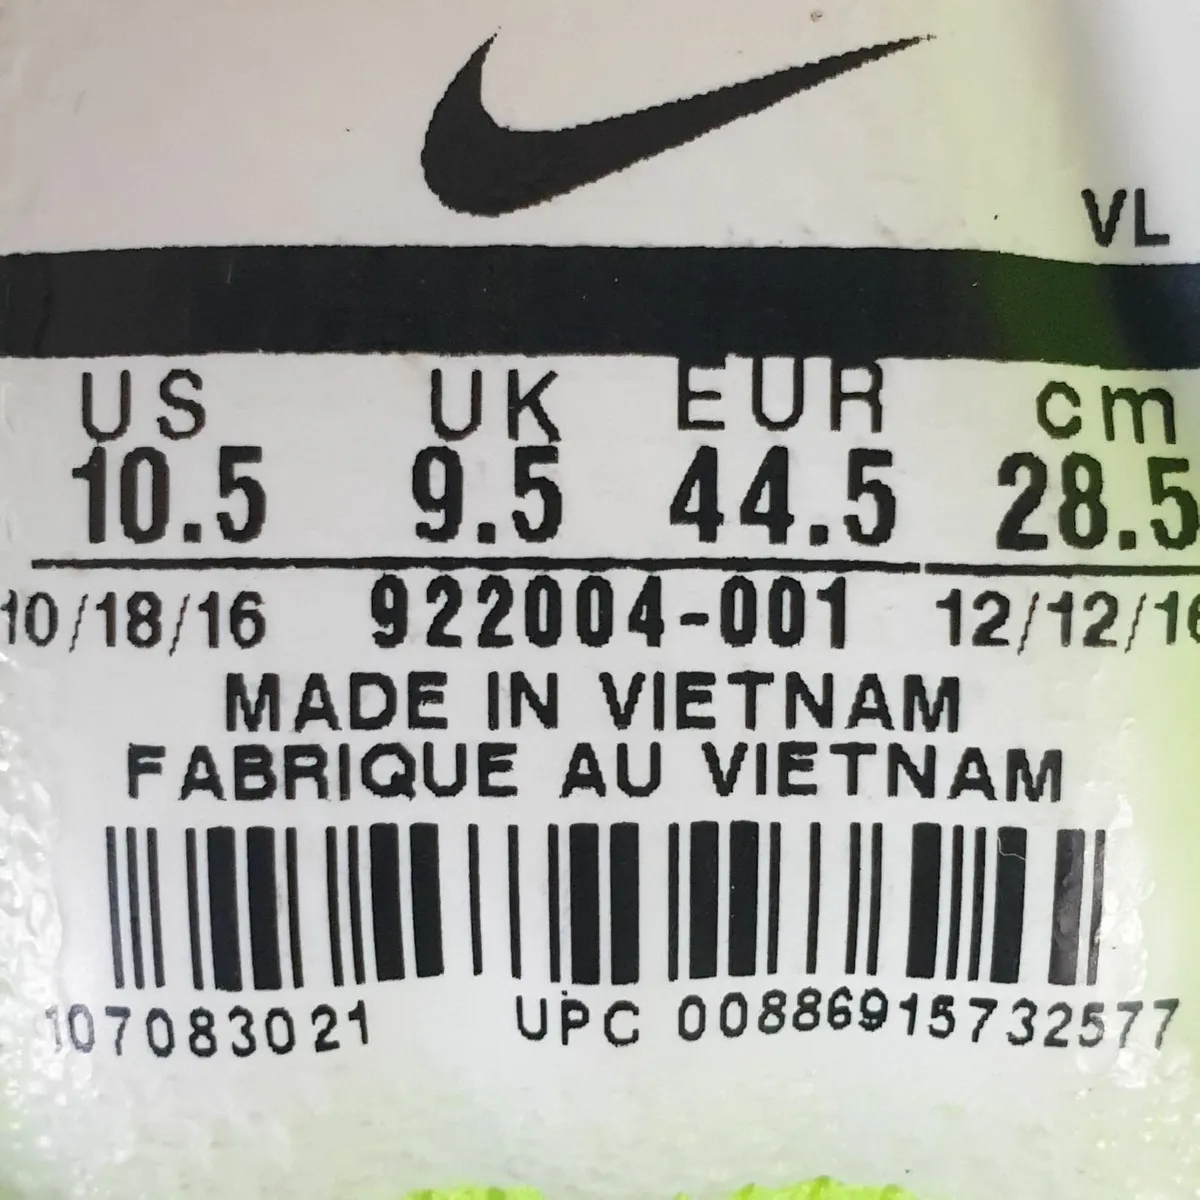 VL
US UK EUR cm
10.5 9.5 44.5 28.5
10/18/16 922004-001 12/12/16
MADE IN VIETNAM
FABRIQUE AU VIETNAM
107083021 UPC 00886915732577